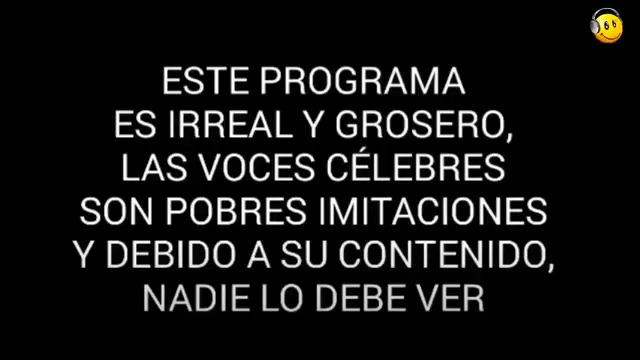 ESTE PROGRAMA
ES IRREAL Y GROSERO,
LAS VOCES CÉLEBRES
SON POBRES IMITACIONES
Y DEBIDO A SU CONTENIDO,
NADIE LO DEBE VER